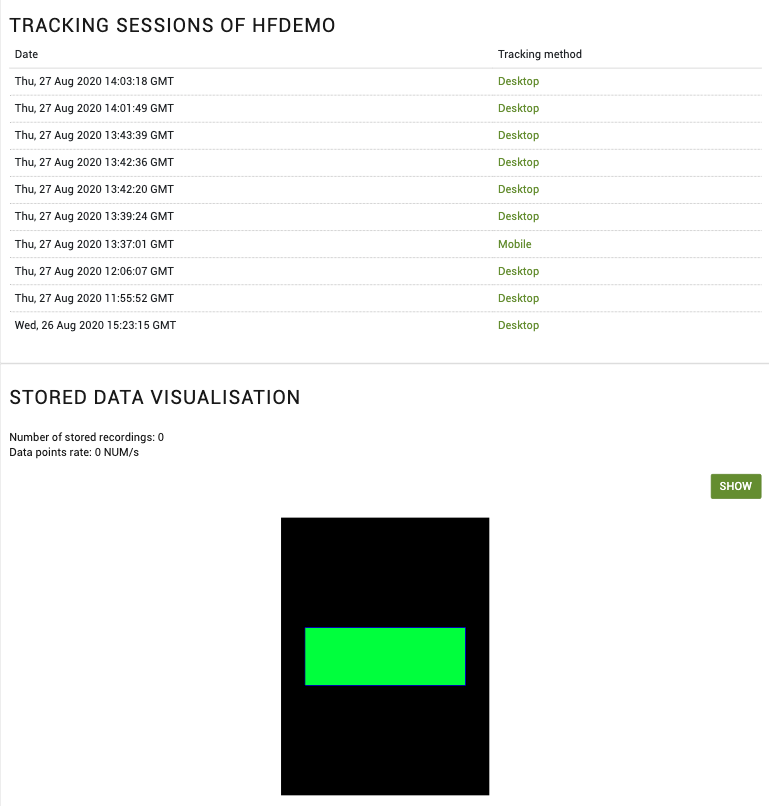 TRACKING SESSIONS OF HFDEMO
Date Tracking method
Thu, 27 Aug 2020 14:03:18 GMT Desktop
Thu, 27 Aug 2020 14:01:49 GMT Desktop
Thu, 27 Aug 2020 13:43:39 GMT Desktop
Thu, 27 Aug 2020 13:42:36 GMT Desktop
Thu, 27 Aug 2020 13:42:20 GMT Desktop
Thu, 27 Aug 2020 13:39:24 GMT Desktop
Thu, 27 Aug 2020 13:37:01 GMT Mobile
Thu, 27 Aug 2020 12:06:07 GMT Desktop
Thu, 27 Aug 2020 11:55:52 GMT Desktop
Wed, 26 Aug 2020 15:23:15 GMT Desktop
STORED DATA VISUALISATION
Number of stored recordings: 0
Data points rate: 0 NUM/s
SHOW